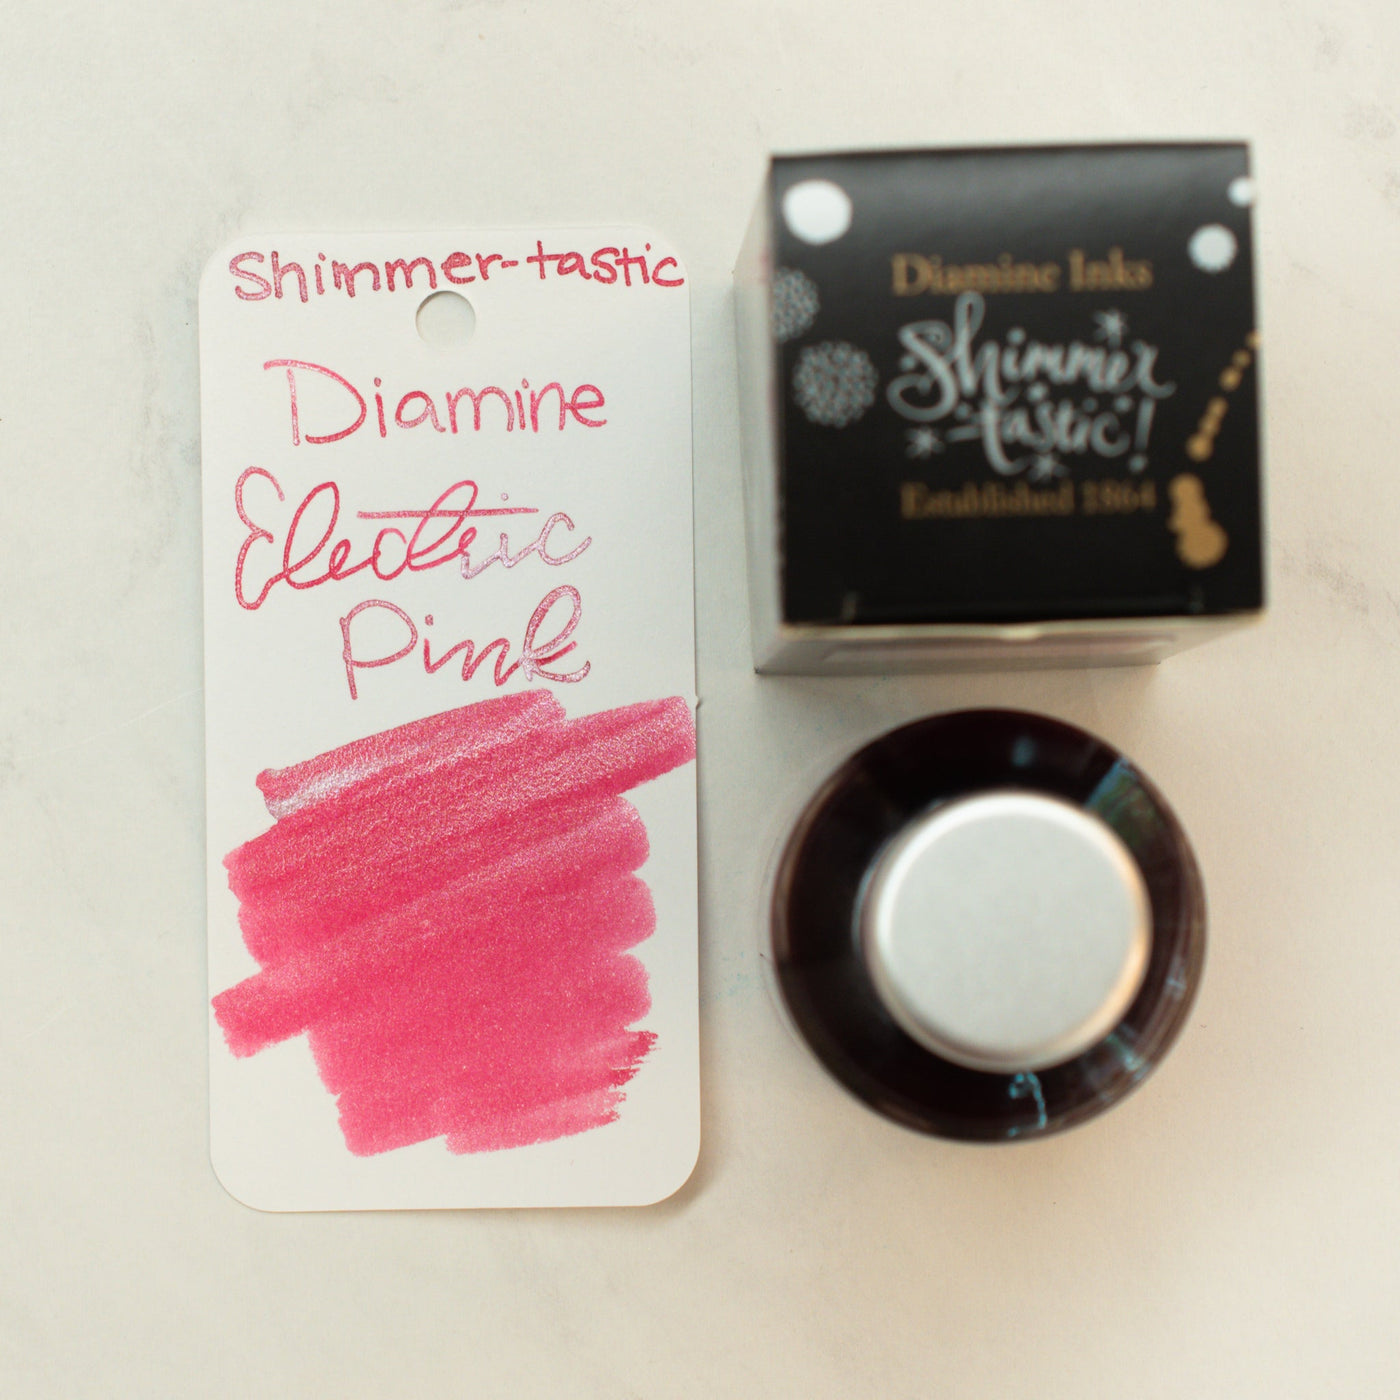 Shimmer-tastic
Diamine
Electric
Pink
Diamine Inks
Shimmer
tastic!
Established 1864